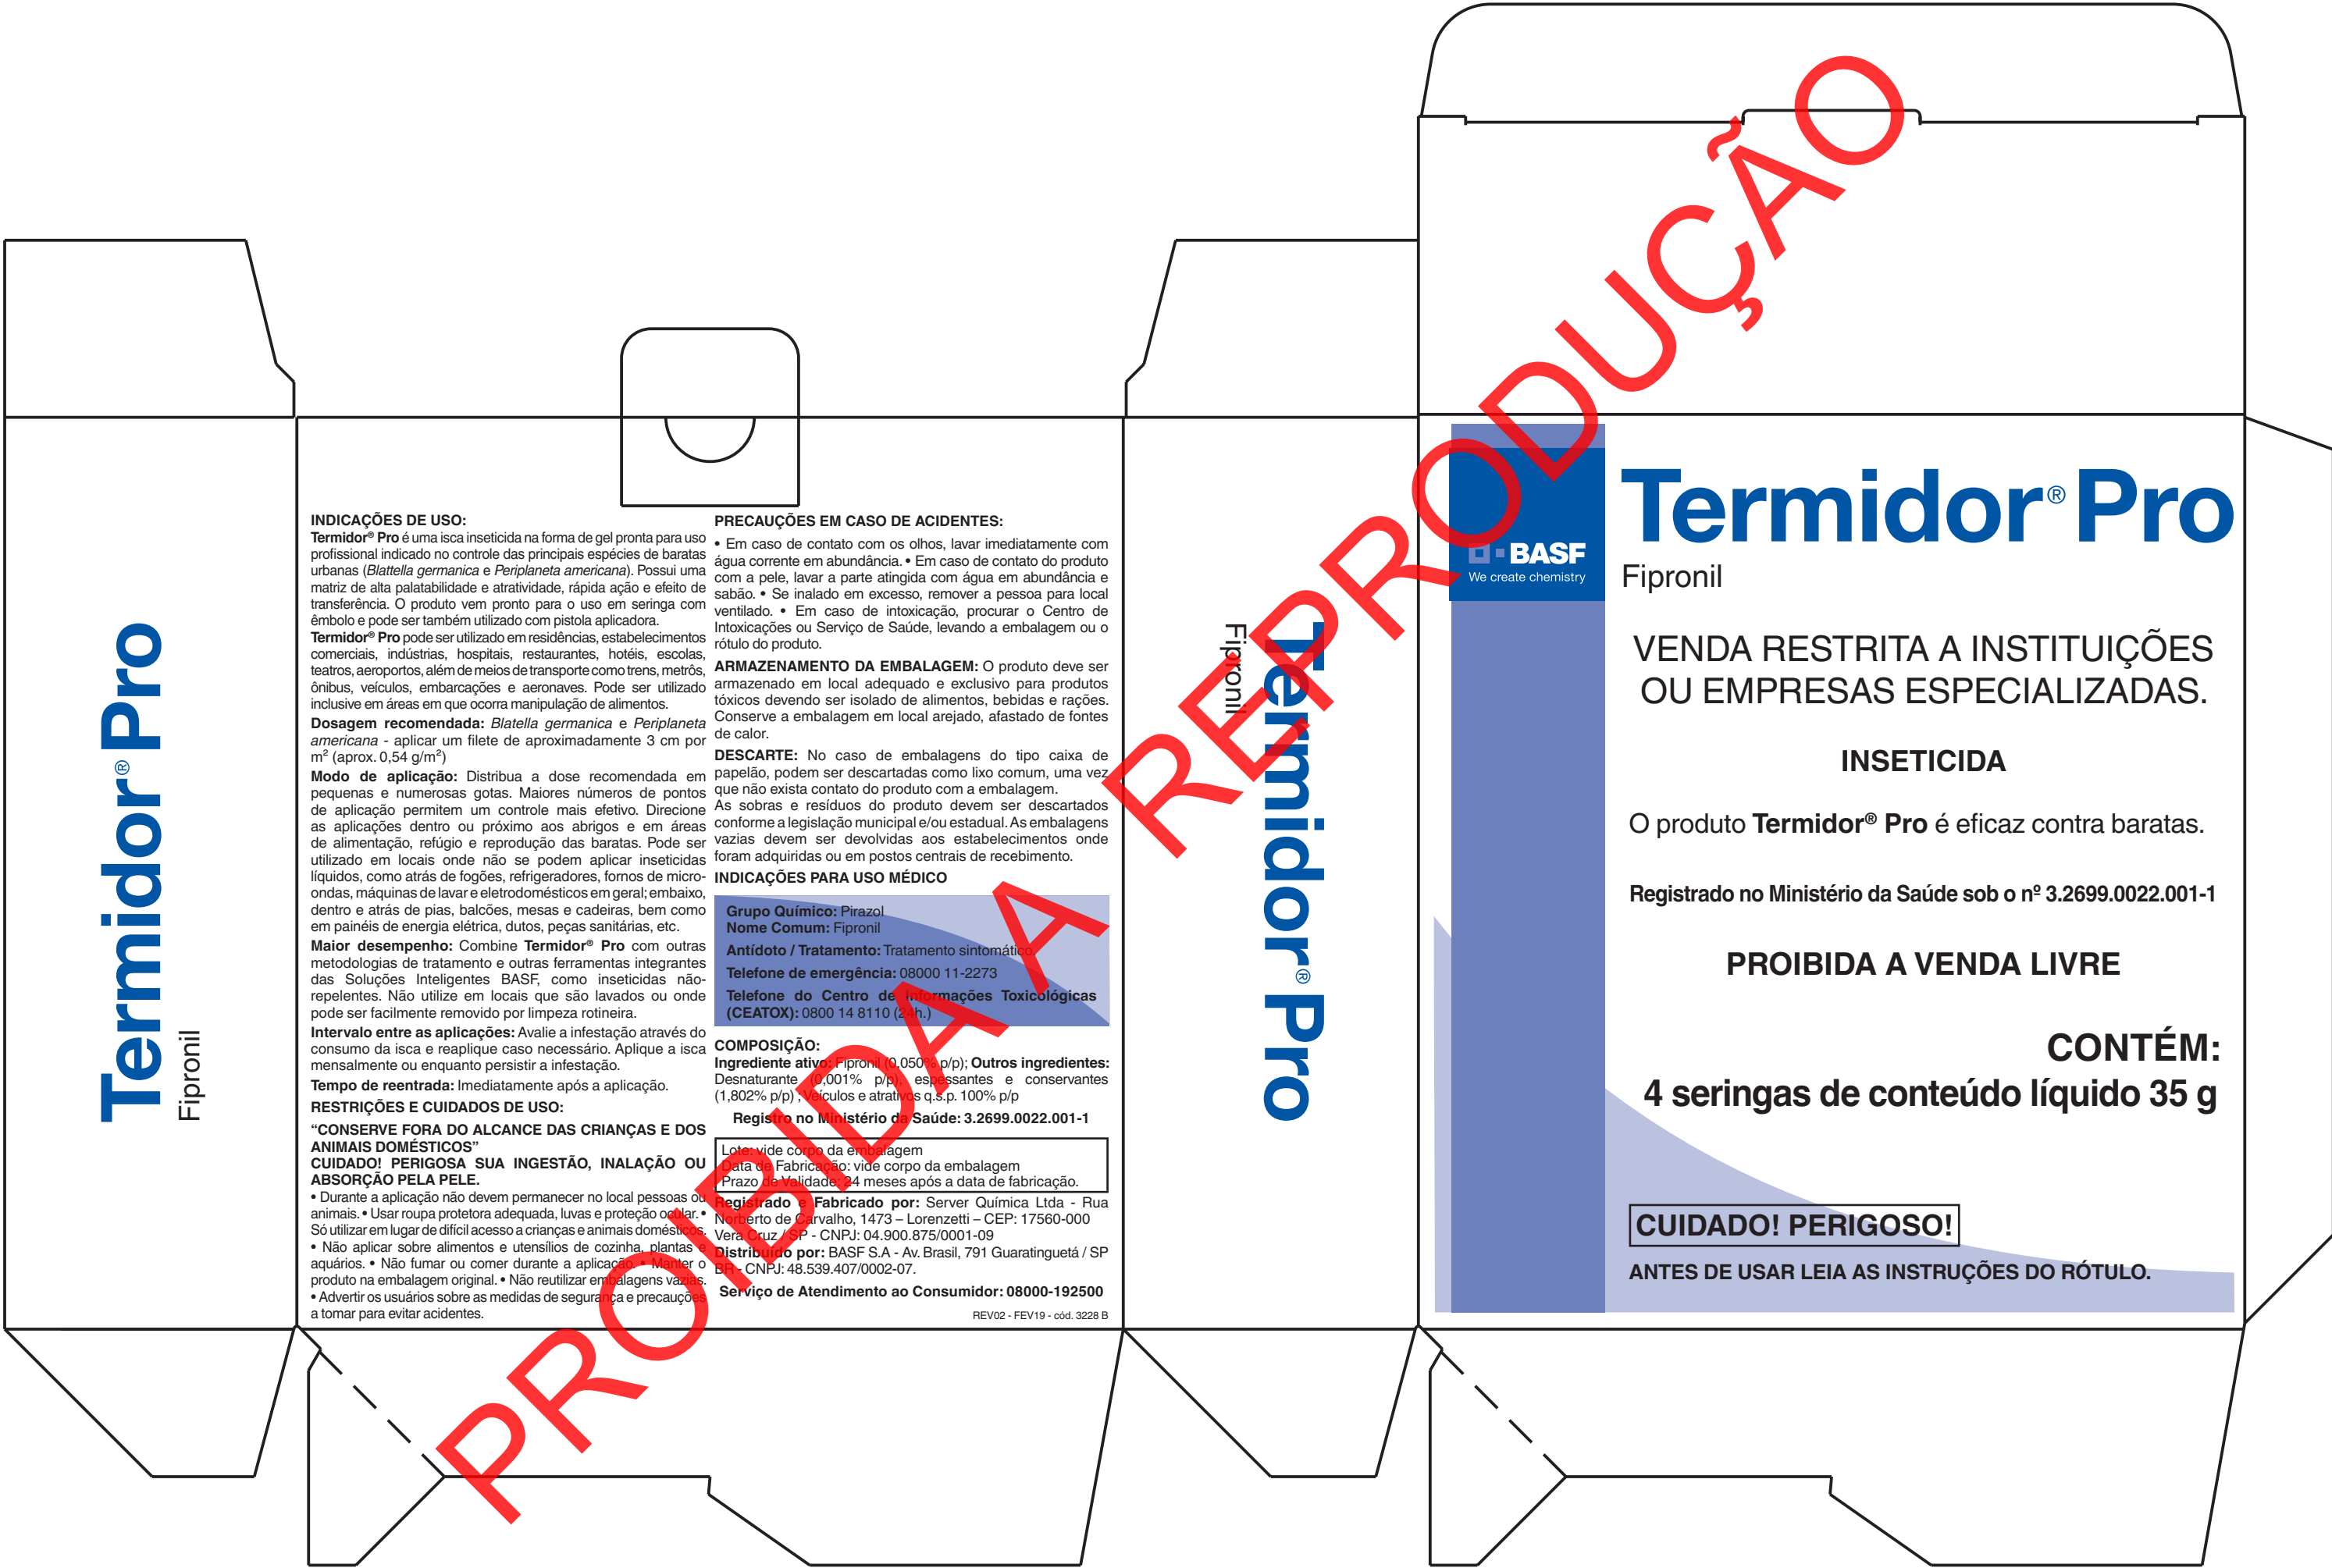 Termidor® Pro
Fipronil
INDICAÇÕES DE USO:
Termidor® Pro é uma isca inseticida na forma de gel pronta para uso
profissional indicado no controle das principais espécies de baratas
urbanas (Blattella germanica e Periplaneta americana). Possui uma
matriz de alta palatabilidade e atratividade, rápida ação e efeito de
transferência. O produto vem pronto para o uso em seringa com
êmbolo e pode ser também utilizado com pistola aplicadora.
Termidor® Pro pode ser utilizado em residências, estabelecimentos
comerciais, indústrias, hospitais, restaurantes, hotéis, escolas,
teatros, aeroportos, além de meios de transporte como trens, metrôs,
ônibus, veículos, embarcações e aeronaves. Pode ser utilizado
inclusive em áreas em que ocorra manipulação de alimentos.
Dosagem recomendada: Blatella germanica e Periplaneta
americana - aplicar um filete de aproximadamente 3 cm por
m² (aprox. 0,54 g/m²)
Modo de aplicação: Distribua a dose recomendada em
pequenas e numerosas gotas. Maiores números de pontos
de aplicação permitem um controle mais efetivo. Direcione
as aplicações dentro ou próximo aos abrigos e em áreas
de alimentação, refúgio e reprodução das baratas. Pode ser
utilizado em locais onde não se podem aplicar inseticidas
líquidos, como atrás de fogões, refrigeradores, fornos de micro-
ondas, máquinas de lavar e eletrodomésticos em geral; embaixo,
dentro e atrás de pias, balcões, mesas e cadeiras, bem como
em painéis de energia elétrica, dutos, peças sanitárias, etc.
Maior desempenho: Combine Termidor® Pro com outras
metodologias de tratamento e outras ferramentas integrantes
das Soluções Inteligentes BASF, como inseticidas não-
repelentes. Não utilize em locais que são lavados ou onde
pode ser facilmente removido por limpeza rotineira.
Intervalo entre as aplicações: Avalie a infestação através do
consumo da isca e reaplique caso necessário. Aplique a isca
mensalmente ou enquanto persistir a infestação.
Tempo de reentrada: Imediatamente após a aplicação.
RESTRIÇÕES E CUIDADOS DE USO:
“CONSERVE FORA DO ALCANCE DAS CRIANÇAS E DOS
ANIMAIS DOMÉSTICOS”
CUIDADO! PERIGOSA SUA INGESTÃO, INALAÇÃO OU
ABSORÇÃO PELA PELE.
• Durante a aplicação não devem permanecer no local pessoas ou
animais. • Usar roupa protetora adequada, luvas e proteção ocular. •
Só utilizar em lugar de difícil acesso a crianças e animais domésticos.
• Não aplicar sobre alimentos e utensílios de cozinha, plantas e
aquários. • Não fumar ou comer durante a aplicação. • Manter o
produto na embalagem original. • Não reutilizar embalagens vazias.
• Advertir os usuários sobre as medidas de segurança e precauções
a tomar para evitar acidentes.
PRECAUÇÕES EM CASO DE ACIDENTES:
• Em caso de contato com os olhos, lavar imediatamente com
água corrente em abundância. • Em caso de contato do produto
com a pele, lavar a parte atingida com água em abundância e
sabão. • Se inalado em excesso, remover a pessoa para local
ventilado. • Em caso de intoxicação, procurar o Centro de
Intoxicações ou Serviço de Saúde, levando a embalagem ou o
rótulo do produto.
ARMAZENAMENTO DA EMBALAGEM: O produto deve ser
armazenado em local adequado e exclusivo para produtos
tóxicos devendo ser isolado de alimentos, bebidas e rações.
Conserve a embalagem em local arejado, afastado de fontes
de calor.
DESCARTE: No caso de embalagens do tipo caixa de
papelão, podem ser descartadas como lixo comum, uma vez
que não exista contato do produto com a embalagem.
As sobras e resíduos do produto devem ser descartados
conforme a legislação municipal e/ou estadual. As embalagens
vazias devem ser devolvidas aos estabelecimentos onde
foram adquiridas ou em postos centrais de recebimento.
INDICAÇÕES PARA USO MÉDICO
Grupo Químico: Pirazol
Nome Comum: Fipronil
Antídoto / Tratamento: Tratamento sintomático
Telefone de emergência: 08000 11-2273
Telefone do Centro de Informações Toxicológicas
(CEATOX): 0800 14 8110 (24h.)
COMPOSIÇÃO:
Ingrediente ativo: Fipronil (0,050% p/p); Outros ingredientes:
Desnaturante (0,001% p/p), espessantes e conservantes
(1,802% p/p) ; Veículos e atrativos q.s.p. 100% p/p
Registro no Ministério da Saúde: 3.2699.0022.001-1
Lote: vide corpo da embalagem
Data de Fabricação: vide corpo da embalagem
Prazo de Validade: 24 meses após a data de fabricação.
Registrado e Fabricado por: Server Química Ltda - Rua
Norberto de Carvalho, 1473 – Lorenzetti – CEP: 17560-000
Vera Cruz / SP - CNPJ: 04.900.875/0001-09
Distribuído por: BASF S.A - Av. Brasil, 791 Guaratinguetá / SP
BR - CNPJ: 48.539.407/0002-07.
Serviço de Atendimento ao Consumidor: 08000-192500
REV02 - FEV19 - cód. 3228 B
Termidor® Pro
Fipronil
BASF
We create chemistry
Termidor® Pro
Fipronil
VENDA RESTRITA A INSTITUIÇÕES
OU EMPRESAS ESPECIALIZADAS.
INSETICIDA
O produto Termidor® Pro é eficaz contra baratas.
Registrado no Ministério da Saúde sob o nº 3.2699.0022.001-1
PROIBIDA A VENDA LIVRE
CONTÉM:
4 seringas de conteúdo líquido 35 g
CUIDADO! PERIGOSO!
ANTES DE USAR LEIA AS INSTRUÇÕES DO RÓTULO.
PROIBIDA A REPRODUÇÃO